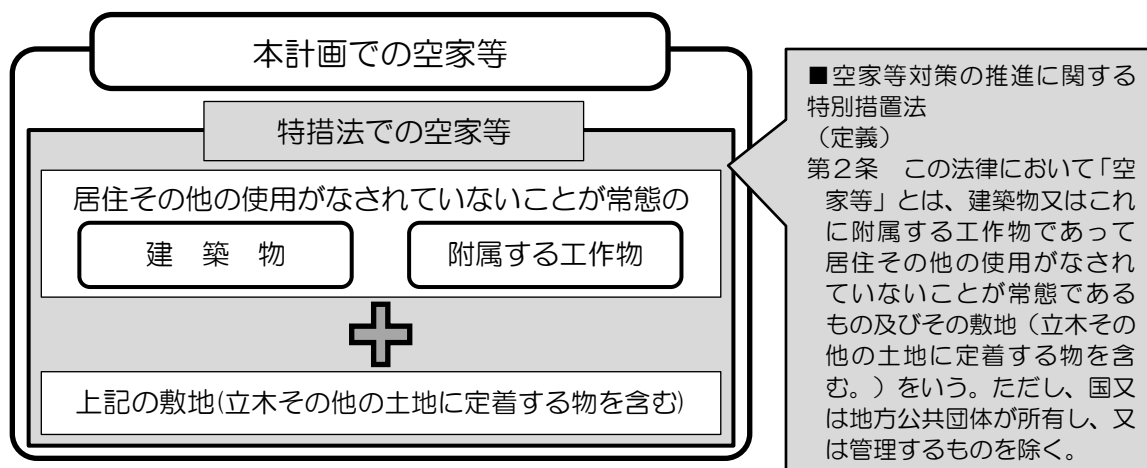 本計画での空家等
特措法での空家等
居住その他の使用がなされていないことが常態の
建 築 物
附属する工作物
上記の敷地(立木その他の土地に定着する物を含む)
■空家等対策の推進に関する
特別措置法
（定義）
第２条　この法律において「空
家等」とは、建築物又はこれ
に附属する工作物であって
居住その他の使用がなされ
ていないことが常態である
もの及びその敷地（立木その
他の土地に定着する物を含
む。）をいう。ただし、国又
は地方公共団体が所有し、又
は管理するものを除く。